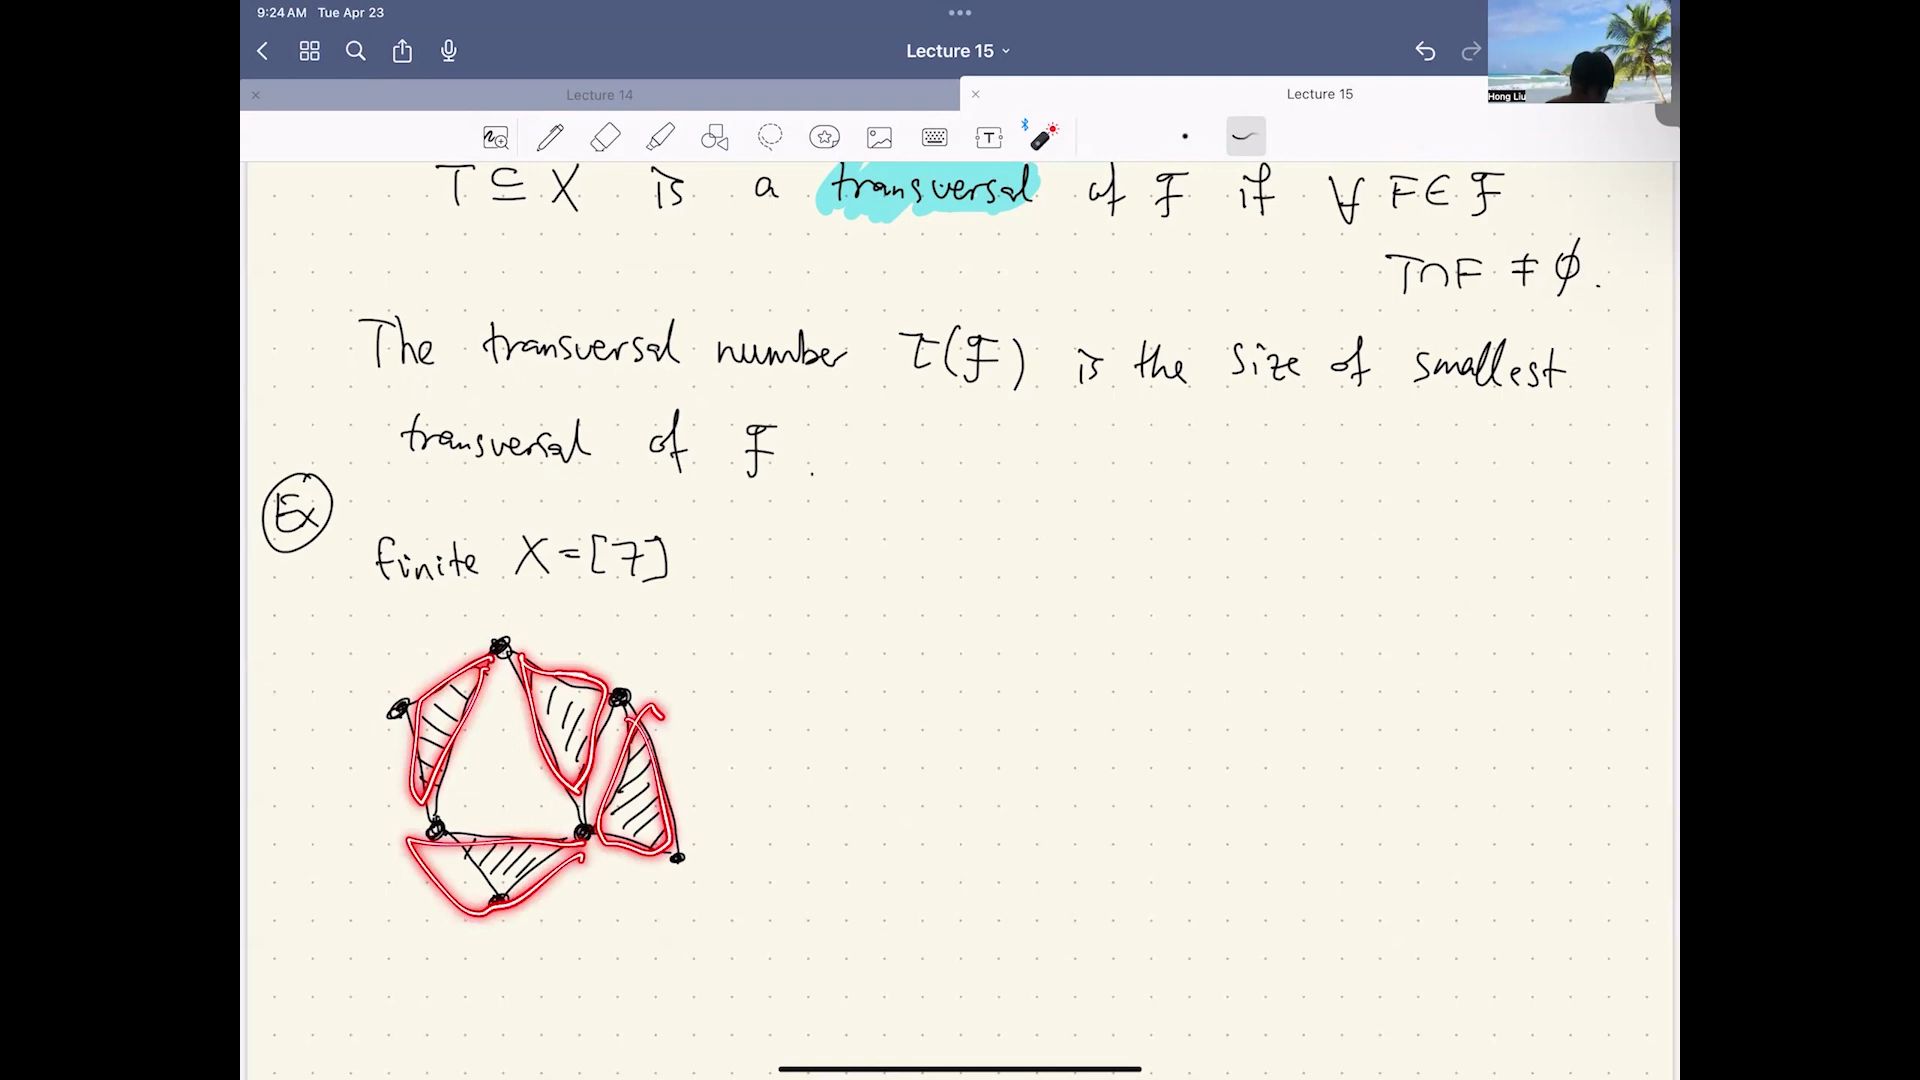 9:24 AM Tue Apr 23
Lecture 15
Lecture 14
Lecture 15
Hong Liu
T ⊆ X is a transversal of F if ∀ F ∈ F
T∩F ≠ ∅.
The transversal number τ(F) is the size of smallest
transversal of F.
Ex
finite X = [7]